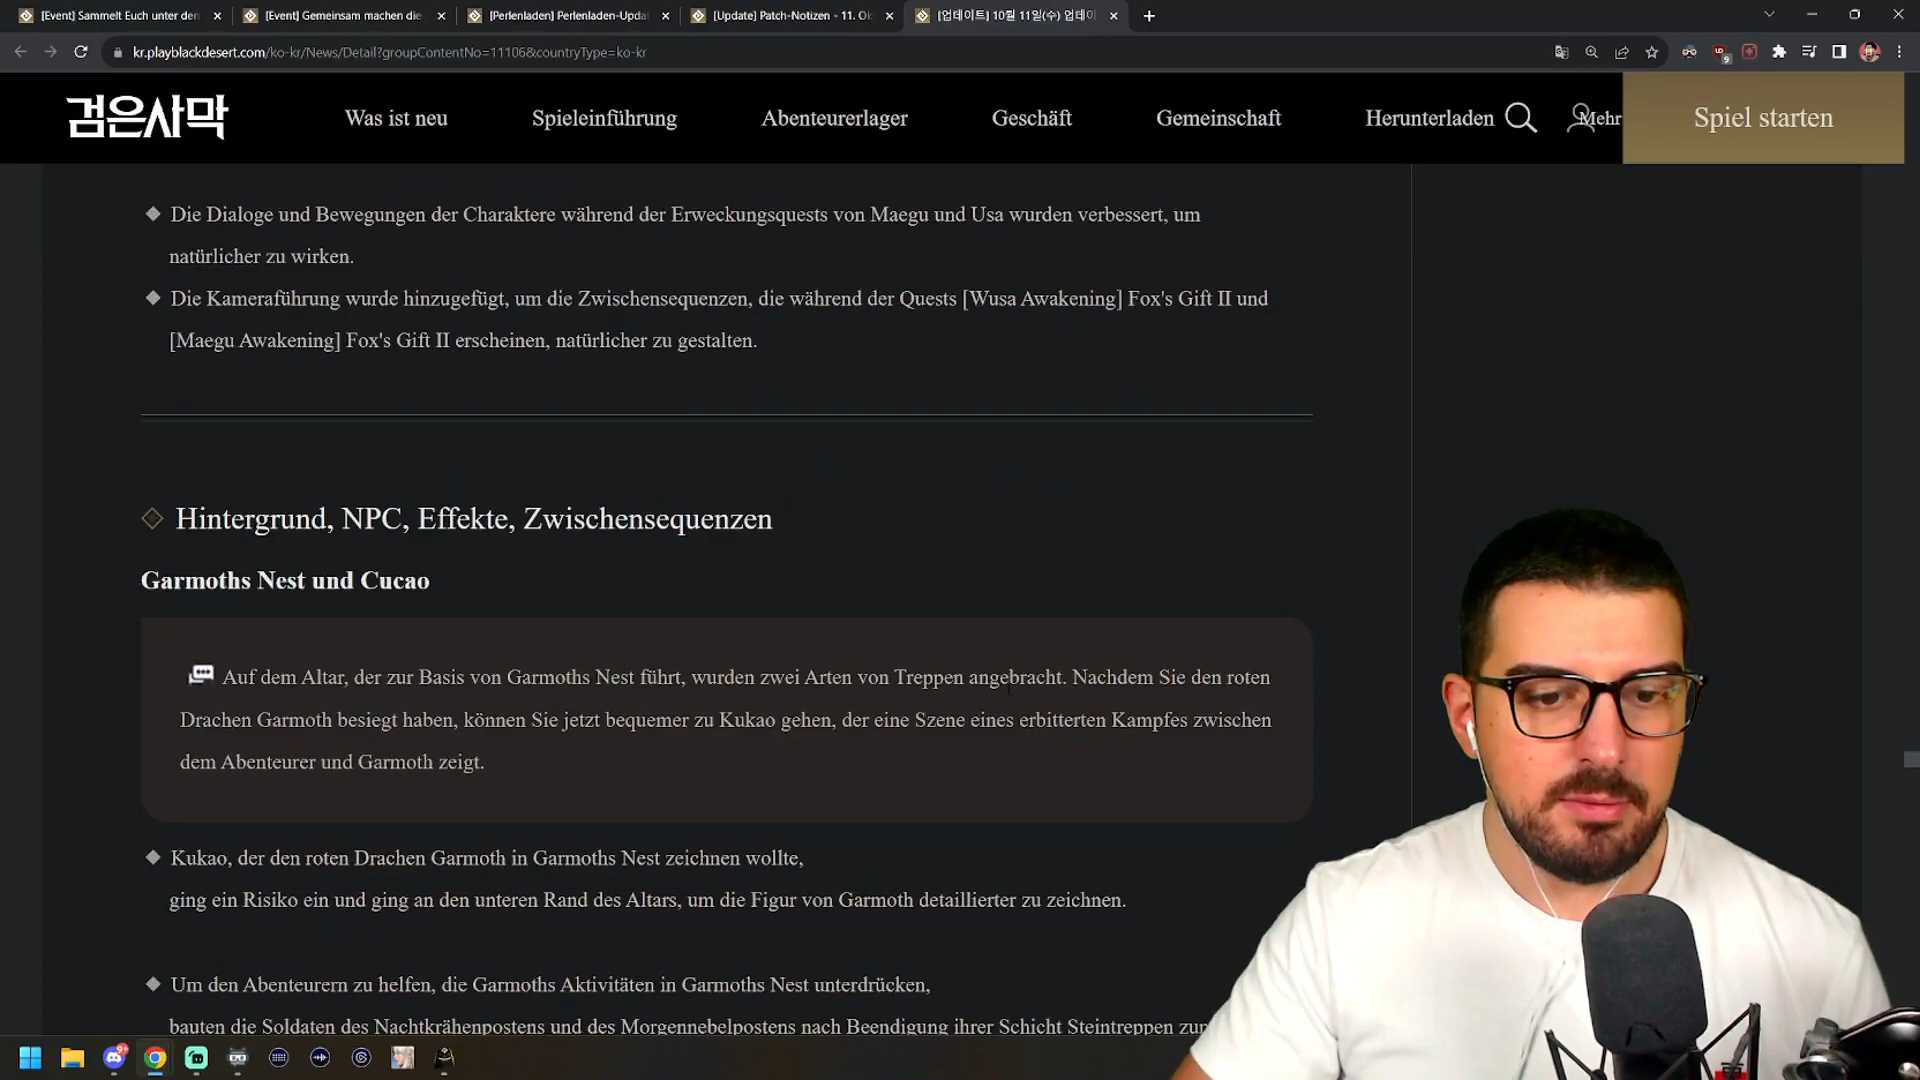 [Event] Sammelt Euch unter den
[Event] Gemeinsam machen die
[Perlenladen] Perlenladen-Upda
[Update] Patch-Notizen - 11. Ok
[업데이트] 10월 11일(수) 업데이
kr.playblackdesert.com/ko-kr/News/Detail?groupContentNo=11106&countryType=ko-kr
9
검은사막
Was ist neu
Spieleinführung
Abenteurerlager
Geschäft
Gemeinschaft
Herunterladen
Mehr
Spiel starten
Die Dialoge und Bewegungen der Charaktere während der Erweckungsquests von Maegu und Usa wurden verbessert, um
natürlicher zu wirken.
Die Kameraführung wurde hinzugefügt, um die Zwischensequenzen, die während der Quests [Wusa Awakening] Fox's Gift II und
[Maegu Awakening] Fox's Gift II erscheinen, natürlicher zu gestalten.
Hintergrund, NPC, Effekte, Zwischensequenzen
Garmoths Nest und Cucao
Auf dem Altar, der zur Basis von Garmoths Nest führt, wurden zwei Arten von Treppen angebracht. Nachdem Sie den roten
Drachen Garmoth besiegt haben, können Sie jetzt bequemer zu Kukao gehen, der eine Szene eines erbitterten Kampfes zwischen
dem Abenteurer und Garmoth zeigt.
Kukao, der den roten Drachen Garmoth in Garmoths Nest zeichnen wollte,
ging ein Risiko ein und ging an den unteren Rand des Altars, um die Figur von Garmoth detaillierter zu zeichnen.
Um den Abenteurern zu helfen, die Garmoths Aktivitäten in Garmoths Nest unterdrücken,
bauten die Soldaten des Nachtkrähenpostens und des Morgennebelpostens nach Beendigung ihrer Schicht Steintreppen
9+